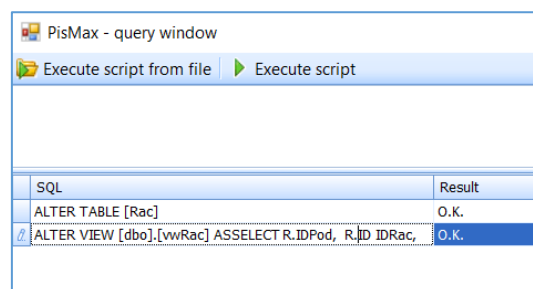 PisMax - query window
Execute script from file Execute script
SQL Result
ALTER TABLE [Rac] O.K.
ALTER VIEW [dbo].[vwRac] ASSELECT R.IDPod, R.ID IDRac, O.K.